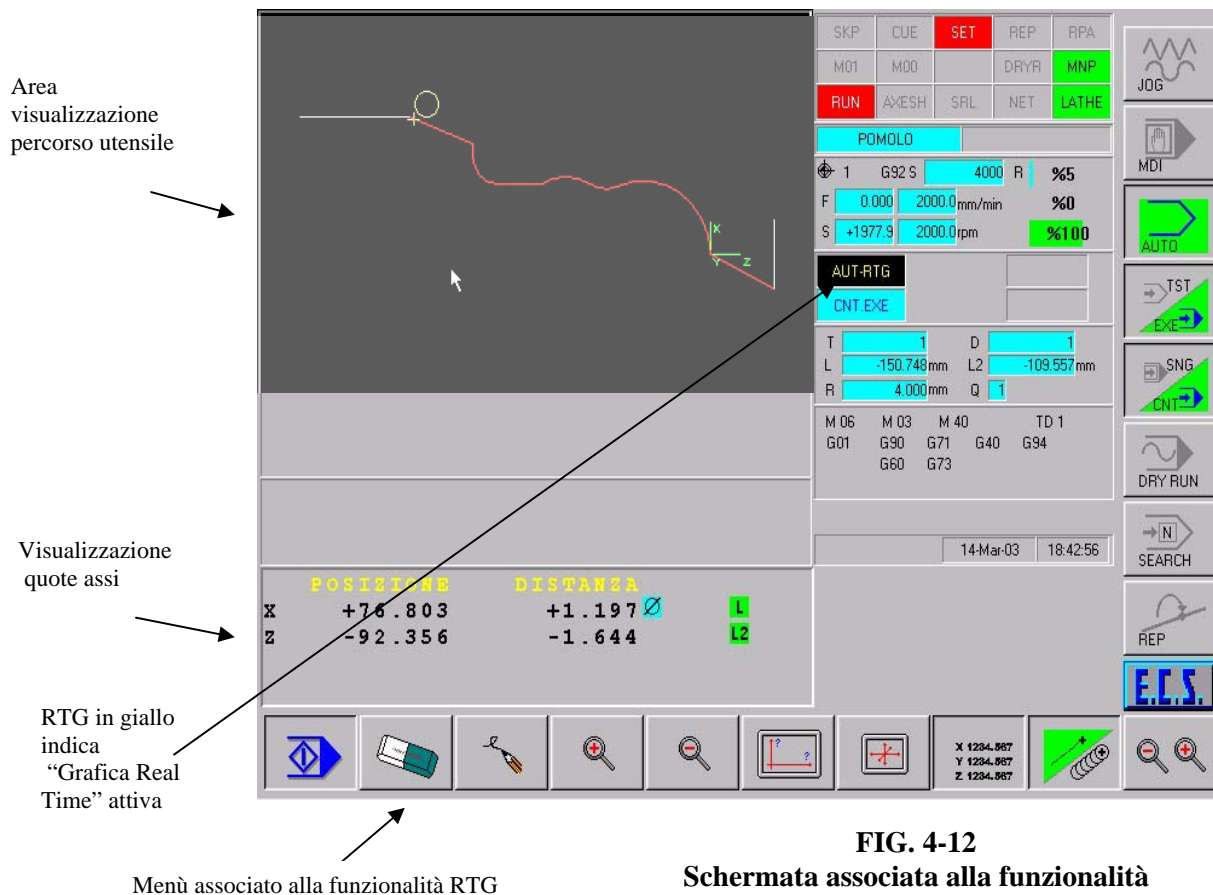 Area
visualizzazione
percorso utensile
Visualizzazione
quote assi
RTG in giallo
indica
“Grafica Real
Time” attiva
Menù associato alla funzionalità RTG
X
Y Z
POSIZIONE DISTANZA
X +76.803 +1.197 Ø L
Z -92.356 -1.644 L2
SKP CUE SET REP RPA
M01 M00 DRYR MNP
RUN AXESH SRL NET LATHE
POMOLO
1 G92 S 4000 R %5
F 0.000 2000.0 mm/min %0
S +1977.9 2000.0 rpm %100
AUT-RTG
CNT.EXE
T 1 D 1
L -150.748 mm L2 -109.557 mm
R 4.000 mm Q 1
M 06 M 03 M 40 TD 1
G01 G90 G71 G40 G94
G60 G73
14-Mar-03 18:42:56
JOG
MDI
AUTO
TST
EXE
SNG
CNT
DRY RUN
N
SEARCH
REP
E.C.S.
? ?
X 1234.567
Y 1234.567
Z 1234.567
FIG. 4-12
Schermata associata alla funzionalità